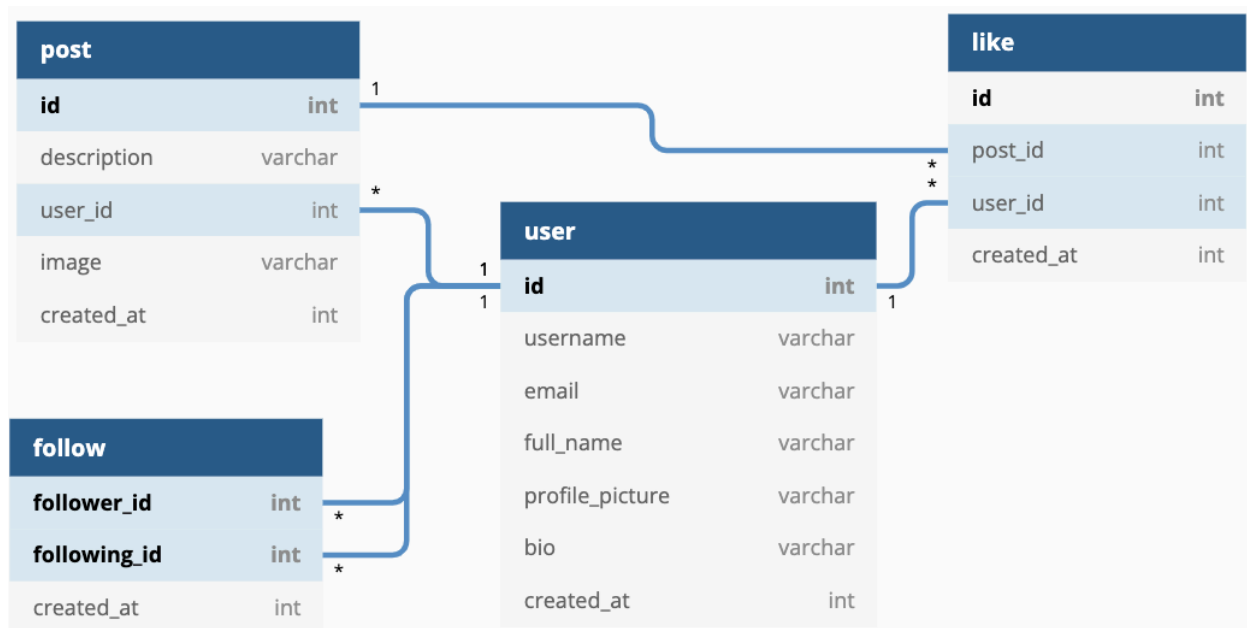 post
id int
description varchar
user_id int
image varchar
created_at int
1
*
like
id int
post_id int
user_id int
created_at int
*
*
user
id int
username varchar
email varchar
full_name varchar
profile_picture varchar
bio varchar
created_at int
1
1
1
follow
follower_id int
following_id int
created_at int
*
*